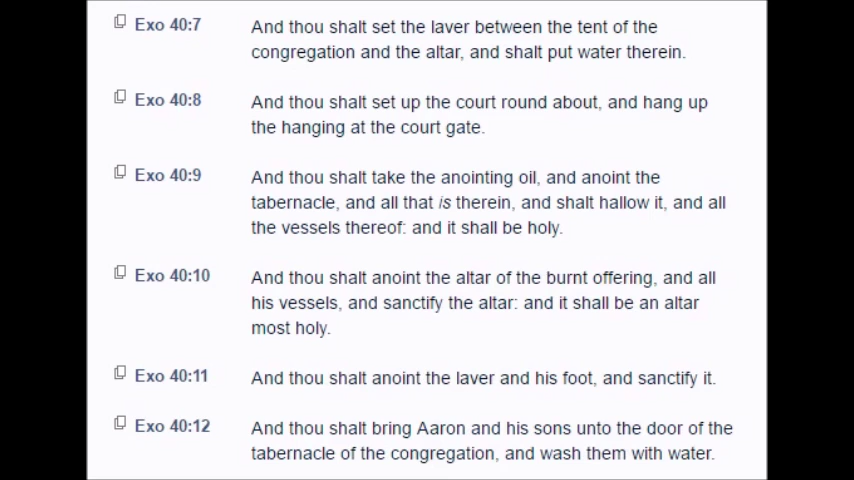 Exo 40:7 And thou shalt set the laver between the tent of the
congregation and the altar, and shalt put water therein.
Exo 40:8 And thou shalt set up the court round about, and hang up
the hanging at the court gate.
Exo 40:9 And thou shalt take the anointing oil, and anoint the
tabernacle, and all that is therein, and shalt hallow it, and all
the vessels thereof: and it shall be holy.
Exo 40:10 And thou shalt anoint the altar of the burnt offering, and all
his vessels, and sanctify the altar: and it shall be an altar
most holy.
Exo 40:11 And thou shalt anoint the laver and his foot, and sanctify it.
Exo 40:12 And thou shalt bring Aaron and his sons unto the door of the
tabernacle of the congregation, and wash them with water.